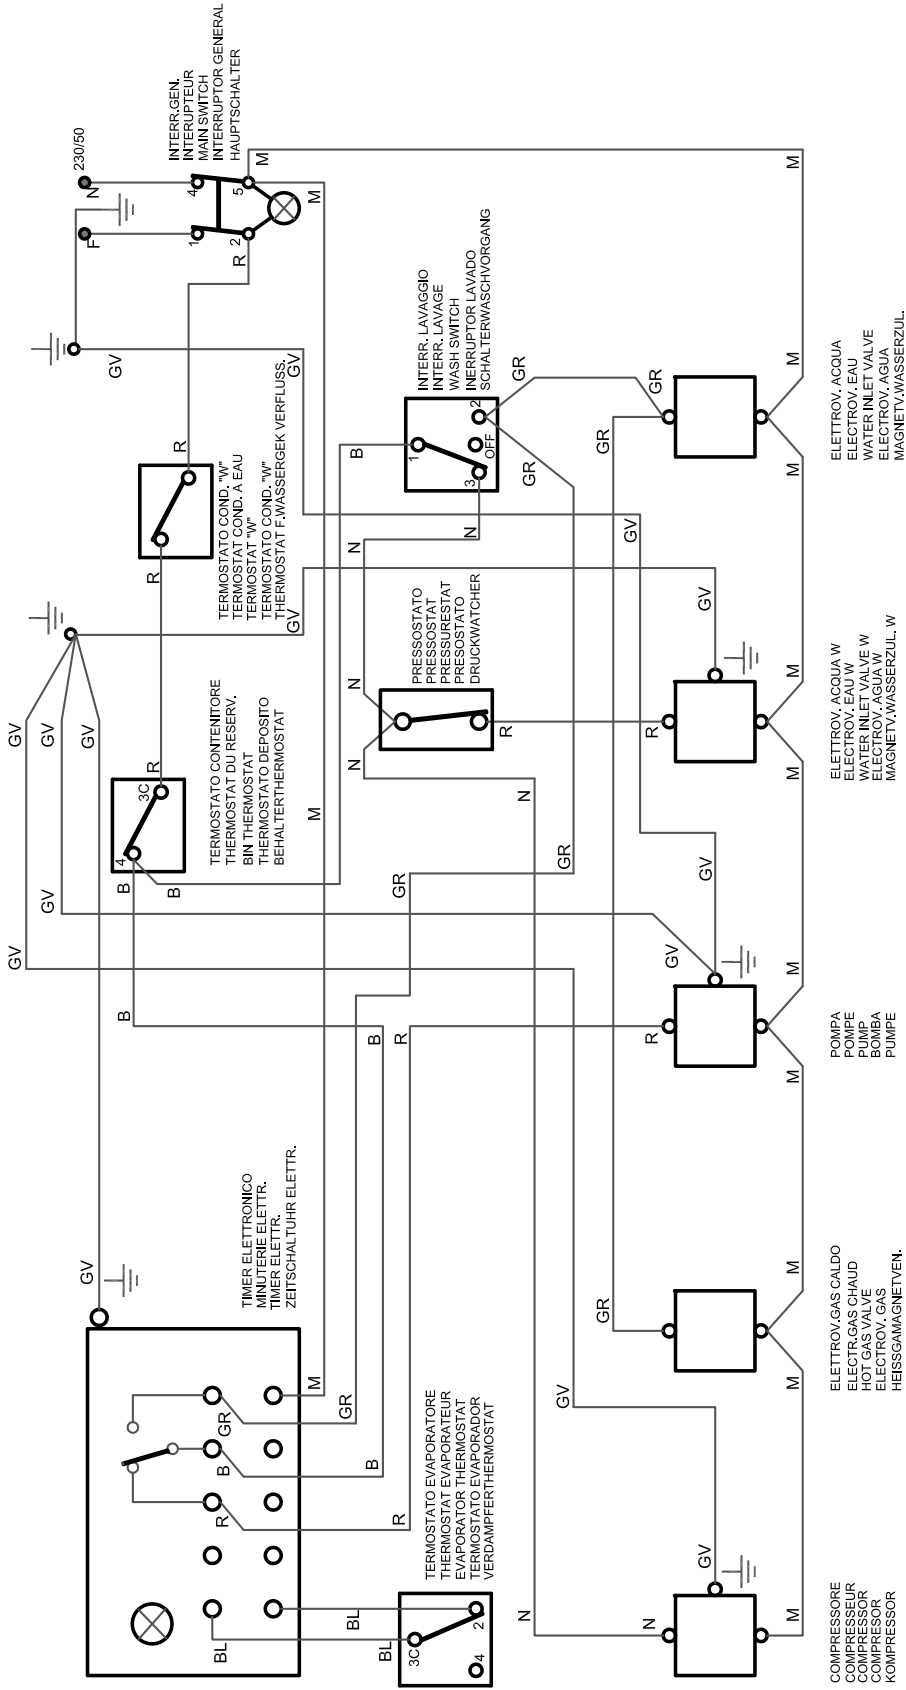 230/50
N
F
INTERR.GEN.
INTERUPTEUR
MAIN SWITCH
INTERRUPTOR GENERAL
HAUPTSCHALTER
1
4
2
5
R
M
M
GV
GV
R
R
TERMOSTATO COND. "W"
TERMOSTAT COND. A EAU
TERMOSTAT "W"
TERMOSTATO COND. "W"
THERMOSTAT F.WASSERGEK VERFLUSS.
GV
GV
GV
GV
R
3C
4
TERMOSTATO CONTENITORE
THERMOSTAT DU RESERV.
BIN THERMOSTAT
THERMOSTATO DEPOSITO
BEHALTERTHERMOSTAT
M
B
B
GV
GV
B
B
INTERR. LAVAGGIO
INTERR. LAVAGE
WASH SWITCH
INERRUPTOR LAVADO
SCHALTERWASCHVORGANG
B
1
2
OFF
3
GR
GR
N
N
GR
GR
GV
PRESSOSTATO
PRESSOSTAT
PRESSURESTAT
PRESOSTATO
DRUCKWATCHER
N
N
R
R
N
GR
GR
GV
GV
GV
R
R
GV
TIMER ELETTRONICO
MINUTERIE ELETTR.
TIMER ELETTR.
ZEITSCHALTUHR ELETTR.
GR
B
R
M
GR
B
R
BL
BL
BL
TERMOSTATO EVAPORATORE
THERMOSTAT EVAPORATEUR
EVAPORATOR THERMOSTAT
TERMOSTATO EVAPORADOR
VERDAMPFERTHERMOSTAT
3C
2
4
GR
GV
GV
N
N
M
M
M
M
M
M
M
M
M
M
ELETTROV. ACQUA
ELECTROV. EAU
WATER INLET VALVE
ELECTROV. AGUA
MAGNETV.WASSERZUL.
ELETTROV. ACQUA W
ELECTROV. EAU W
WATER INLET VALVE W
ELECTROV. AGUA W
MAGNETV.WASSERZUL. W
POMPA
POMPE
PUMP
BOMBA
PUMPE
ELETTROV.GAS CALDO
ELECTR.GAS CHAUD
HOT GAS VALVE
ELECTROV. GAS
HEISSGAMAGNETVEN.
COMPRESSORE
COMPRESSEUR
COMPRESSOR
COMPRESOR
KOMPRESSOR